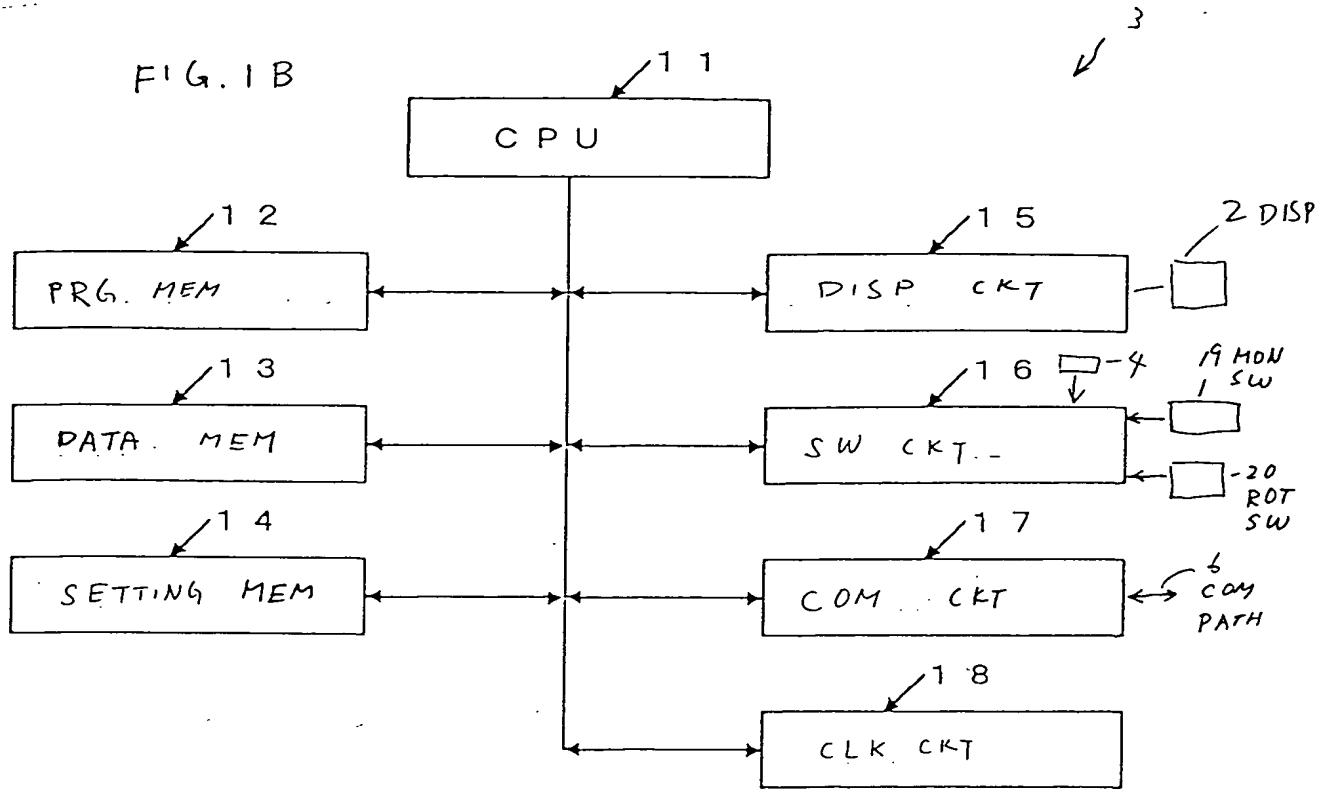 3
FIG. 1B
11
CPU
12
PRG. MEM
15
DISP CKT
2 DISP
13
DATA. MEM
16
4
SW CKT.
19 MON
SW
20
ROT
SW
14
SETTING MEM
17
COM CKT
6
COM
PATH
18
CLK CKT